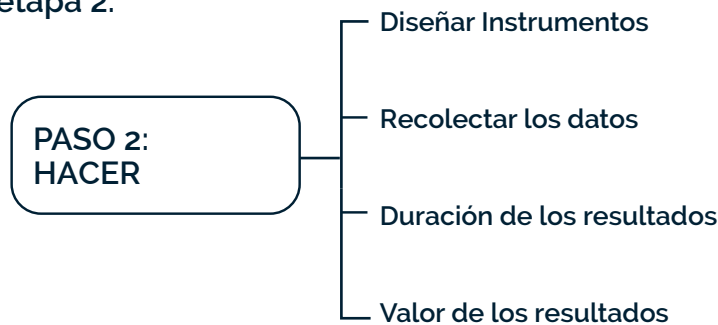 etapa 2:
PASO 2:
HACER
Diseñar Instrumentos
Recolectar los datos
Duración de los resultados
Valor de los resultados